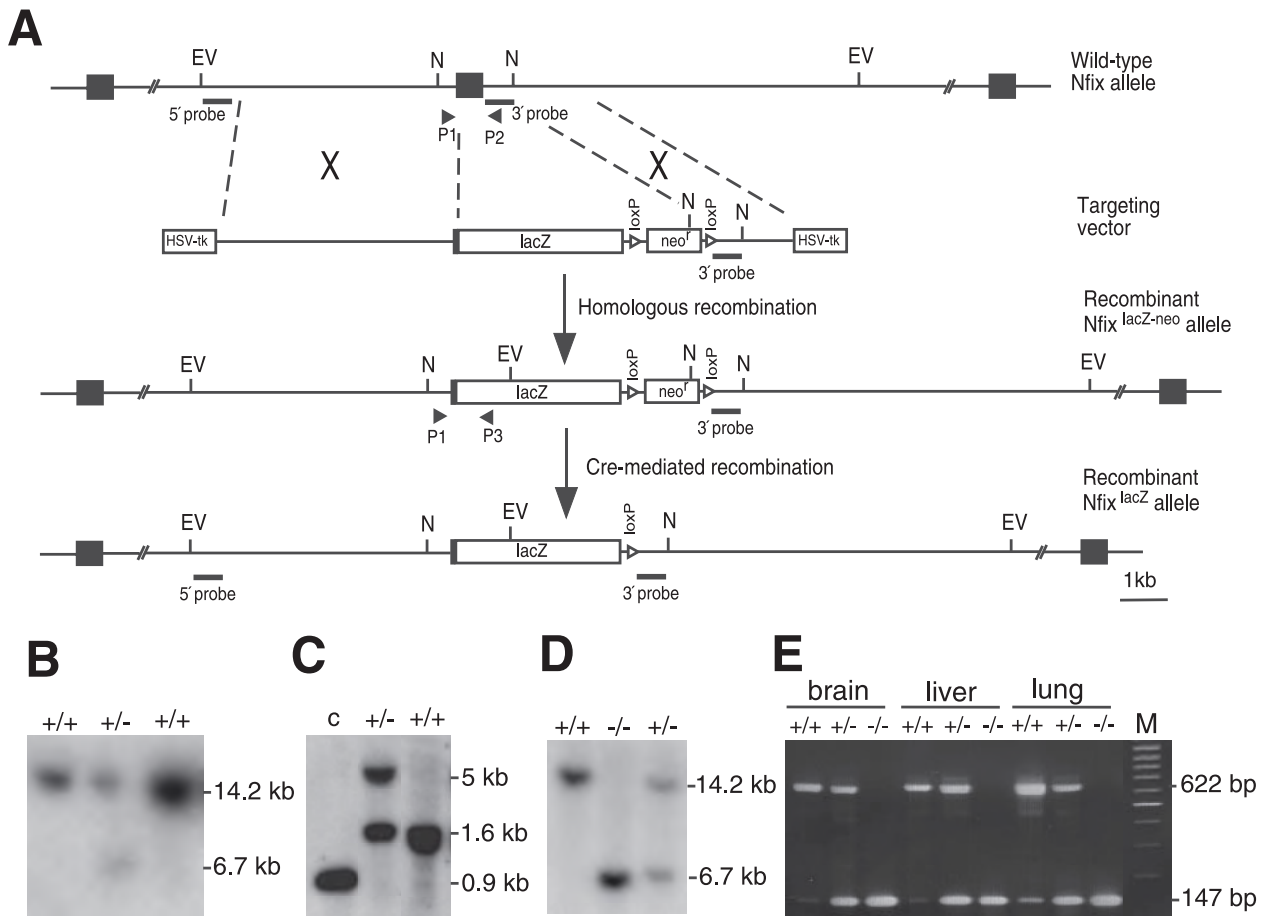 A
EV N N EV
Wild-type
Nfix allele
5´probe 3´probe
P1 P2
X X
Targeting
vector
N
loxP loxP N
HSV-tk lacZ neoʳ HSV-tk
3´probe
Homologous recombination
Recombinant
Nfix lacZ-neo allele
EV N EV loxP N loxP N EV
lacZ neoʳ
P1 P3 3´probe
Cre-mediated recombination
Recombinant
Nfix lacZ allele
EV N EV loxP N EV
lacZ
5´probe 3´probe
1kb
B
+/+ +/- +/+
14.2 kb
6.7 kb
C
c +/- +/+
5 kb
1.6 kb
0.9 kb
D
+/+ -/- +/-
14.2 kb
6.7 kb
E
brain liver lung
+/+ +/- -/- +/+ +/- -/- +/+ +/- -/- M
622 bp
147 bp